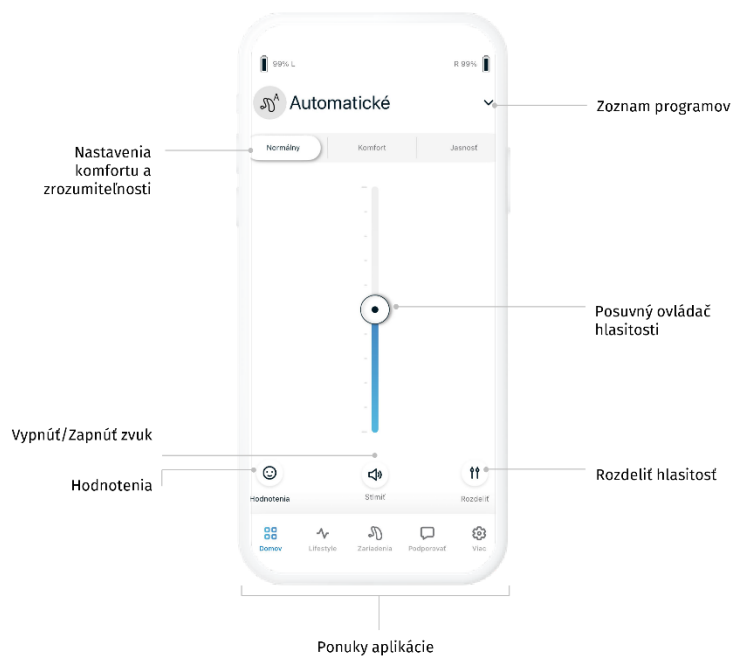 99% L
R 99%
A
Automatické
Zoznam programov
Normálny
Komfort
Jasnosť
Nastavenia
komfortu a
zrozumiteľnosti
Posuvný ovládač
hlasitosti
Vypnúť/Zapnúť zvuk
Hodnotenia
Rozdeliť hlasitosť
Hodnotenia
Stlmiť
Rozdeliť
Domov
Lifestyle
Zariadenia
Podporovať
Viac
Ponuky aplikácie